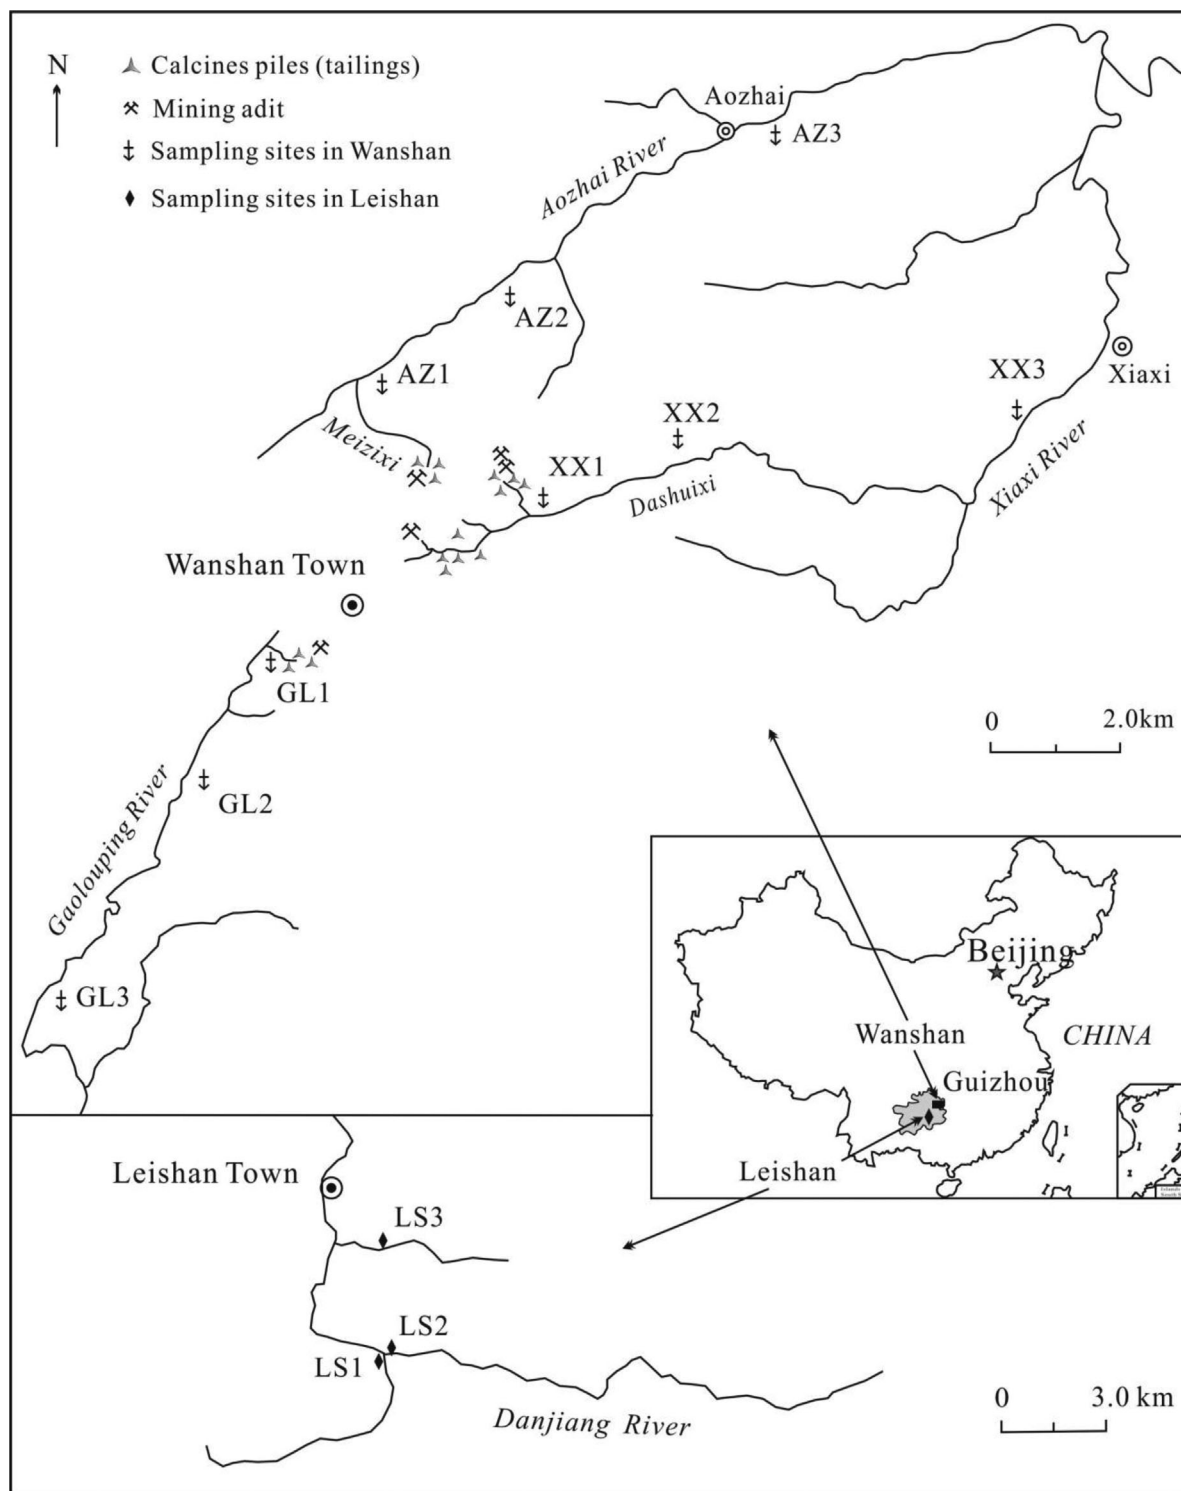 N
Calcines piles (tailings)
Mining adit
Sampling sites in Wanshan
Sampling sites in Leishan
Aozhai
AZ3
Aozhai River
AZ2
AZ1
Meizixi
XX3
Xiaxi
XX2
XX1
Dashuixi
Xiaxi River
Wanshan Town
GL1
0 2.0km
GL2
Gaolouping River
GL3
Beijing
Wanshan
CHINA
Guizhou
Leishan
Leishan Town
LS3
LS2
LS1
Danjiang River
0 3.0 km